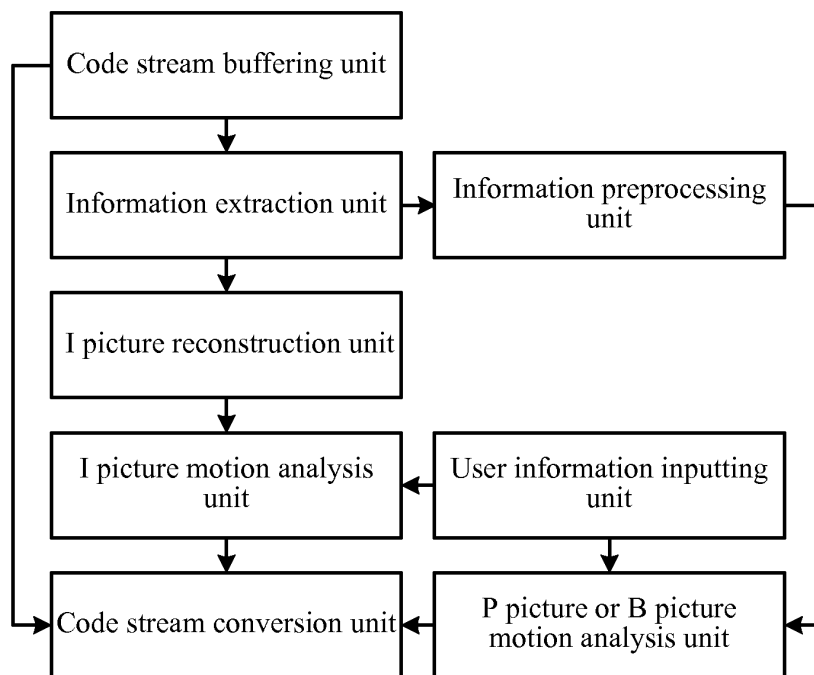 Code stream buffering unit
Information extraction unit
Information preprocessing
unit
I picture reconstruction unit
I picture motion analysis
unit
User information inputting
unit
Code stream conversion unit
P picture or B picture
motion analysis unit